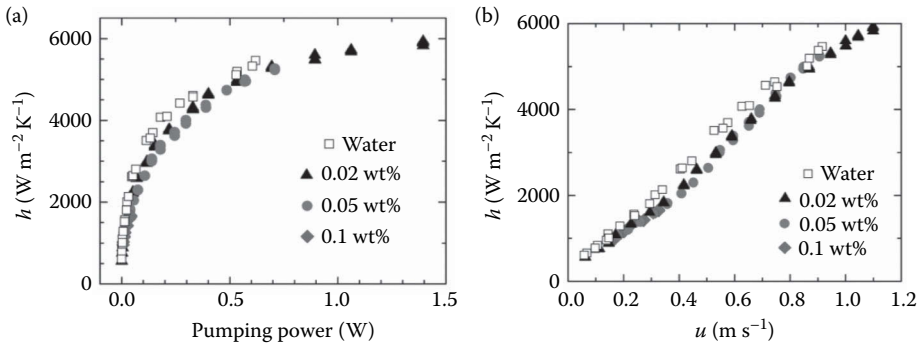 (a)
6000
4000
2000
0
h (W m⁻² K⁻¹)
Water
0.02 wt%
0.05 wt%
0.1 wt%
0.0
0.5
1.0
1.5
Pumping power (W)
(b)
6000
4000
2000
0
h (W m⁻² K⁻¹)
Water
0.02 wt%
0.05 wt%
0.1 wt%
0.0
0.2
0.4
0.6
0.8
1.0
1.2
u (m s⁻¹)